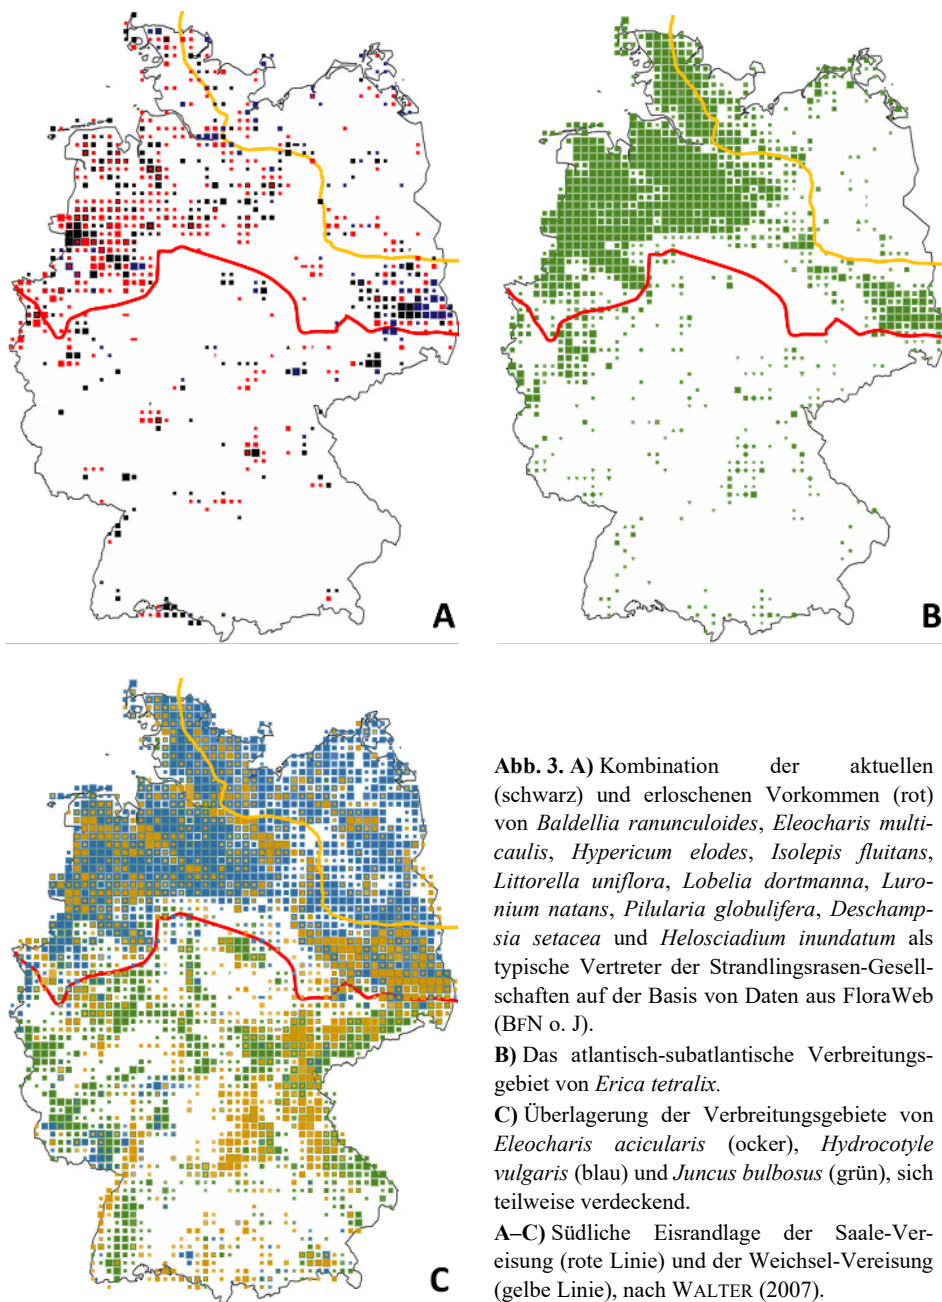 A
B
C
Abb. 3. A) Kombination der aktuellen
(schwarz) und erloschenen Vorkommen (rot)
von Baldellia ranunculoides, Eleocharis multi-
caulis, Hypericum elodes, Isolepis fluitans,
Littorella uniflora, Lobelia dortmanna, Luro-
nium natans, Pilularia globulifera, Deschamp-
sia setacea und Helosciadium inundatum als
typische Vertreter der Strandlingsrasen-Gesell-
schaften auf der Basis von Daten aus FloraWeb
(BFN o. J).
B) Das atlantisch-subatlantische Verbreitungs-
gebiet von Erica tetralix.
C) Überlagerung der Verbreitungsgebiete von
Eleocharis acicularis (ocker), Hydrocotyle
vulgaris (blau) und Juncus bulbosus (grün), sich
teilweise verdeckend.
A–C) Südliche Eisrandlage der Saale-Ver-
eisung (rote Linie) und der Weichsel-Vereisung
(gelbe Linie), nach WALTER (2007).